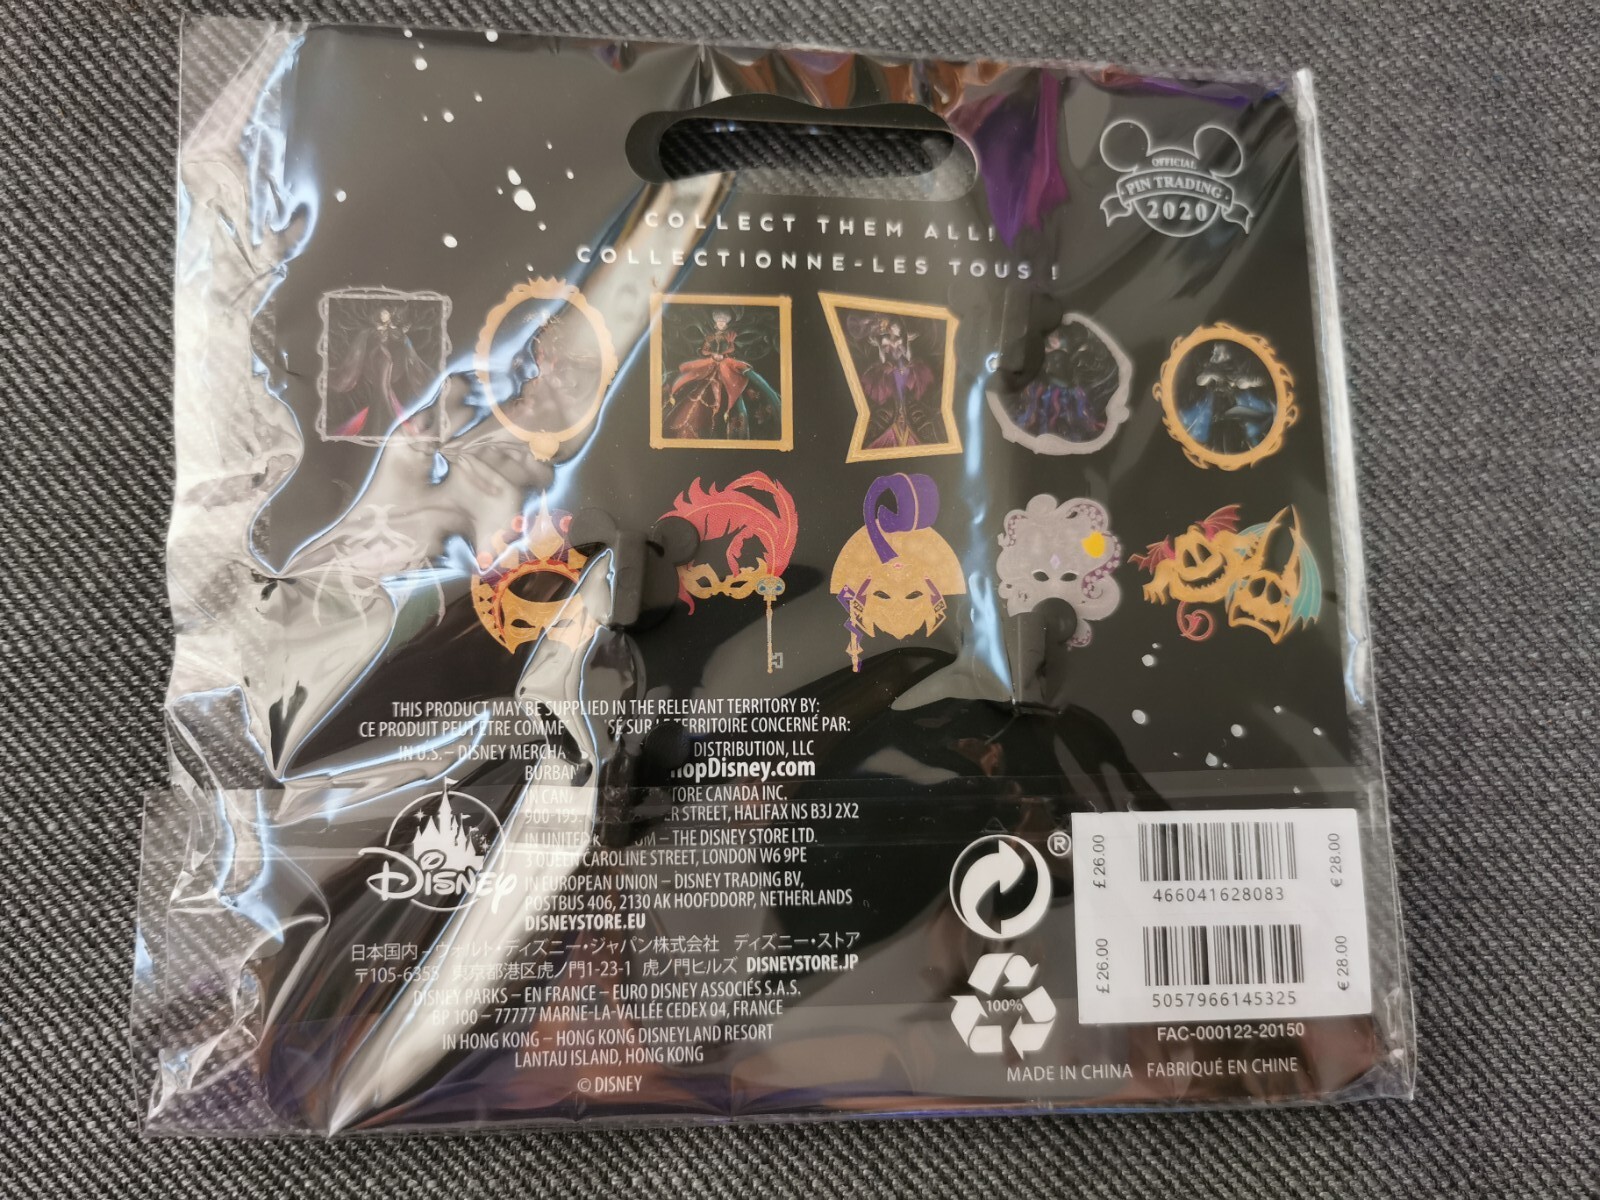 OFFICIAL
PIN TRADING
2020
COLLECT THEM ALL!
COLLECTIONNE-LES TOUS !
THIS PRODUCT MAY BE SUPPLIED IN THE RELEVANT TERRITORY BY:
CE PRODUIT PEUT ÊTRE SUR LE TERRITOIRE CONCERNÉ PAR:
IN U.S. – DISNEY DISTRIBUTION, LLC
hopDisney.com
TORE CANADA INC.
STREET, HALIFAX NS B3J 2X2
IN UNITED – THE DISNEY STORE LTD.
3 QUEEN CAROLINE STREET, LONDON W6 9PE
IN EUROPEAN UNION – DISNEY TRADING BV,
POSTBUS 406, 2130 AK HOOFDDORP, NETHERLANDS
DISNEYSTORE.EU
DISNEY
日本国内 – ウォルト・ディズニー・ジャパン株式会社 ディズニー・ストア
〒105-6355 東京都港区虎ノ門1-23-1 虎ノ門ヒルズ DISNEYSTORE.JP
DISNEY PARKS – EN FRANCE – EURO DISNEY ASSOCIÉS S.A.S.
BP 100 – 77777 MARNE-LA-VALLÉE CEDEX 04, FRANCE
IN HONG KONG – HONG KONG DISNEYLAND RESORT
LANTAU ISLAND, HONG KONG
© DISNEY
®
100%
£26.00
466041628083
€28.00
£26.00
5057966145325
€28.00
FAC-000122-20150
MADE IN CHINA FABRIQUÉ EN CHINE